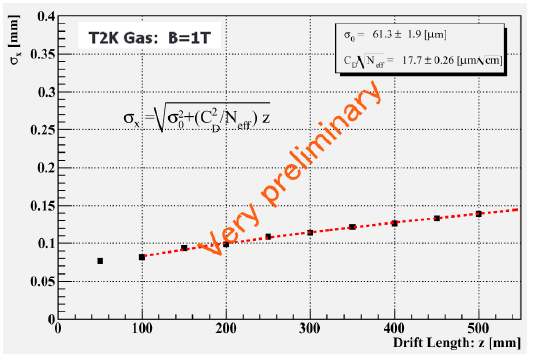 σx [mm]
0.4
0.35
0.3
0.25
0.2
0.15
0.1
0.05
0
T2K Gas: B=1T
σ0 = 61.3 ± 1.9 [μm]
CD/√Neff = 17.7 ± 0.26 [μm/√cm]
σx =√σ0²+(CD²/Neff) z
Very preliminary
0 100 200 300 400 500
Drift Length: z [mm]